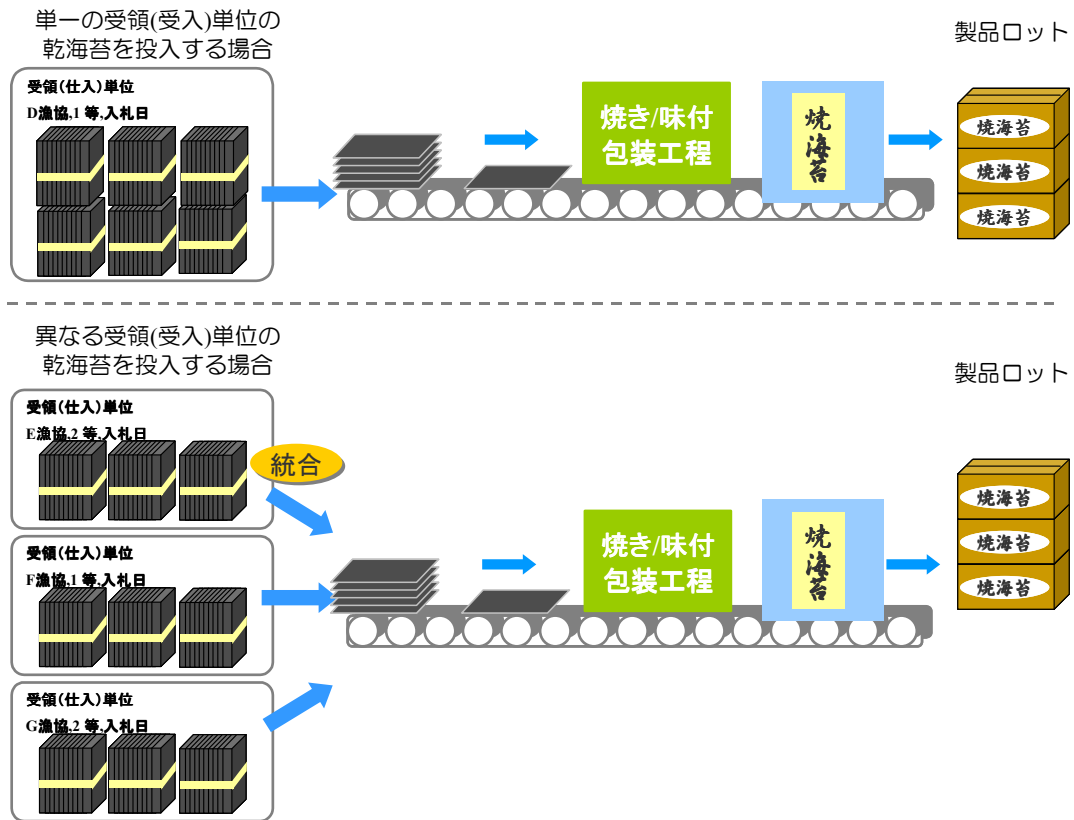 単一の受領(受入)単位の
乾海苔を投入する場合
製品ロット
受領(仕入)単位
D漁協,1 等,入札日
焼き/味付
包装工程
焼海苔
焼海苔
焼海苔
焼海苔
異なる受領(受入)単位の
乾海苔を投入する場合
製品ロット
受領(仕入)単位
E漁協,2 等,入札日
統合
受領(仕入)単位
F漁協,1 等,入札日
焼き/味付
包装工程
焼海苔
焼海苔
焼海苔
焼海苔
受領(仕入)単位
G漁協,2 等,入札日